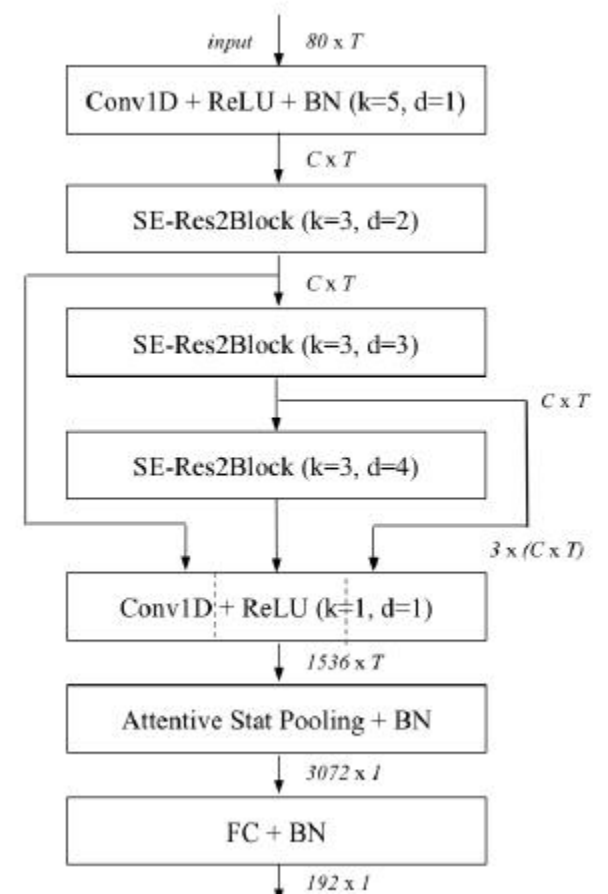 input 80 x T
Conv1D + ReLU + BN (k=5, d=1)
C x T
SE-Res2Block (k=3, d=2)
C x T
SE-Res2Block (k=3, d=3)
C x T
SE-Res2Block (k=3, d=4)
3 x (C x T)
Conv1D + ReLU (k=1, d=1)
1536 x T
Attentive Stat Pooling + BN
3072 x 1
FC + BN
192 x 1